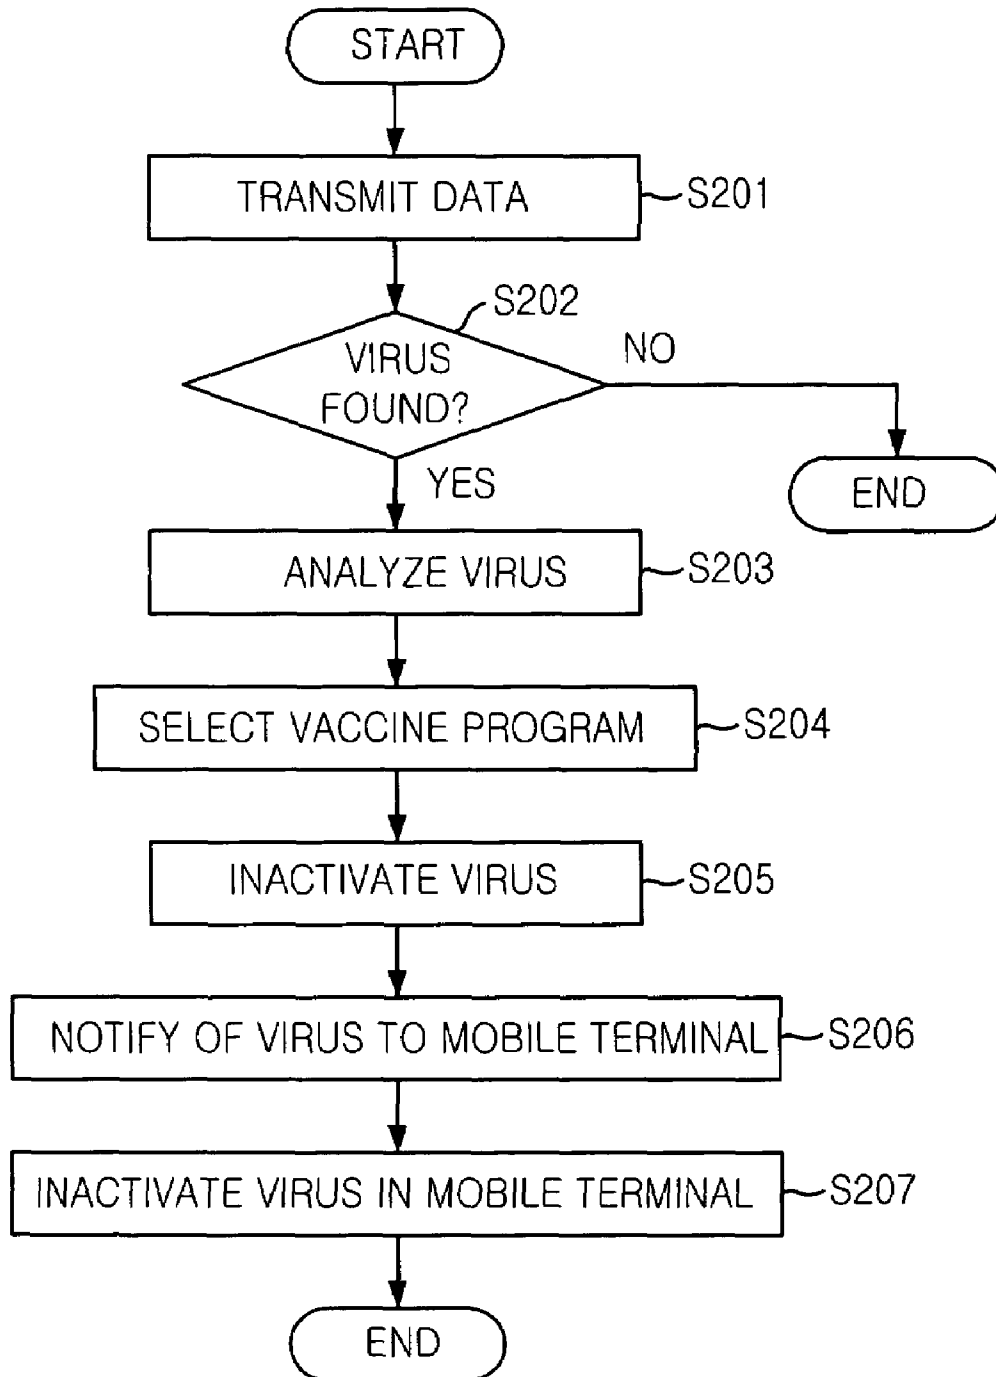 START
TRANSMIT DATA
S201
S202
VIRUS
FOUND?
NO
YES
END
ANALYZE VIRUS
S203
SELECT VACCINE PROGRAM
S204
INACTIVATE VIRUS
S205
NOTIFY OF VIRUS TO MOBILE TERMINAL
S206
INACTIVATE VIRUS IN MOBILE TERMINAL
S207
END